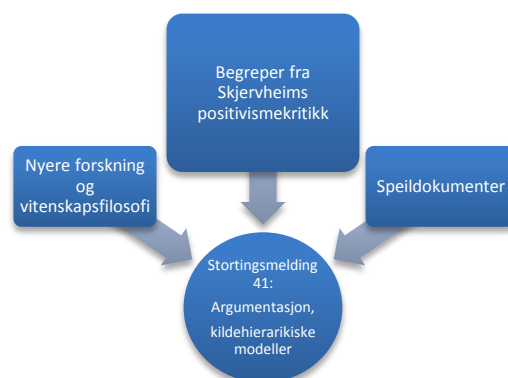 Begreper fra
Skjervheims
positivismekritikk
Nyere forskning
og
vitenskapsfilosofi
Speildokumenter
Stortingsmelding
41:
Argumentasjon,
kildehierarikiske
modeller